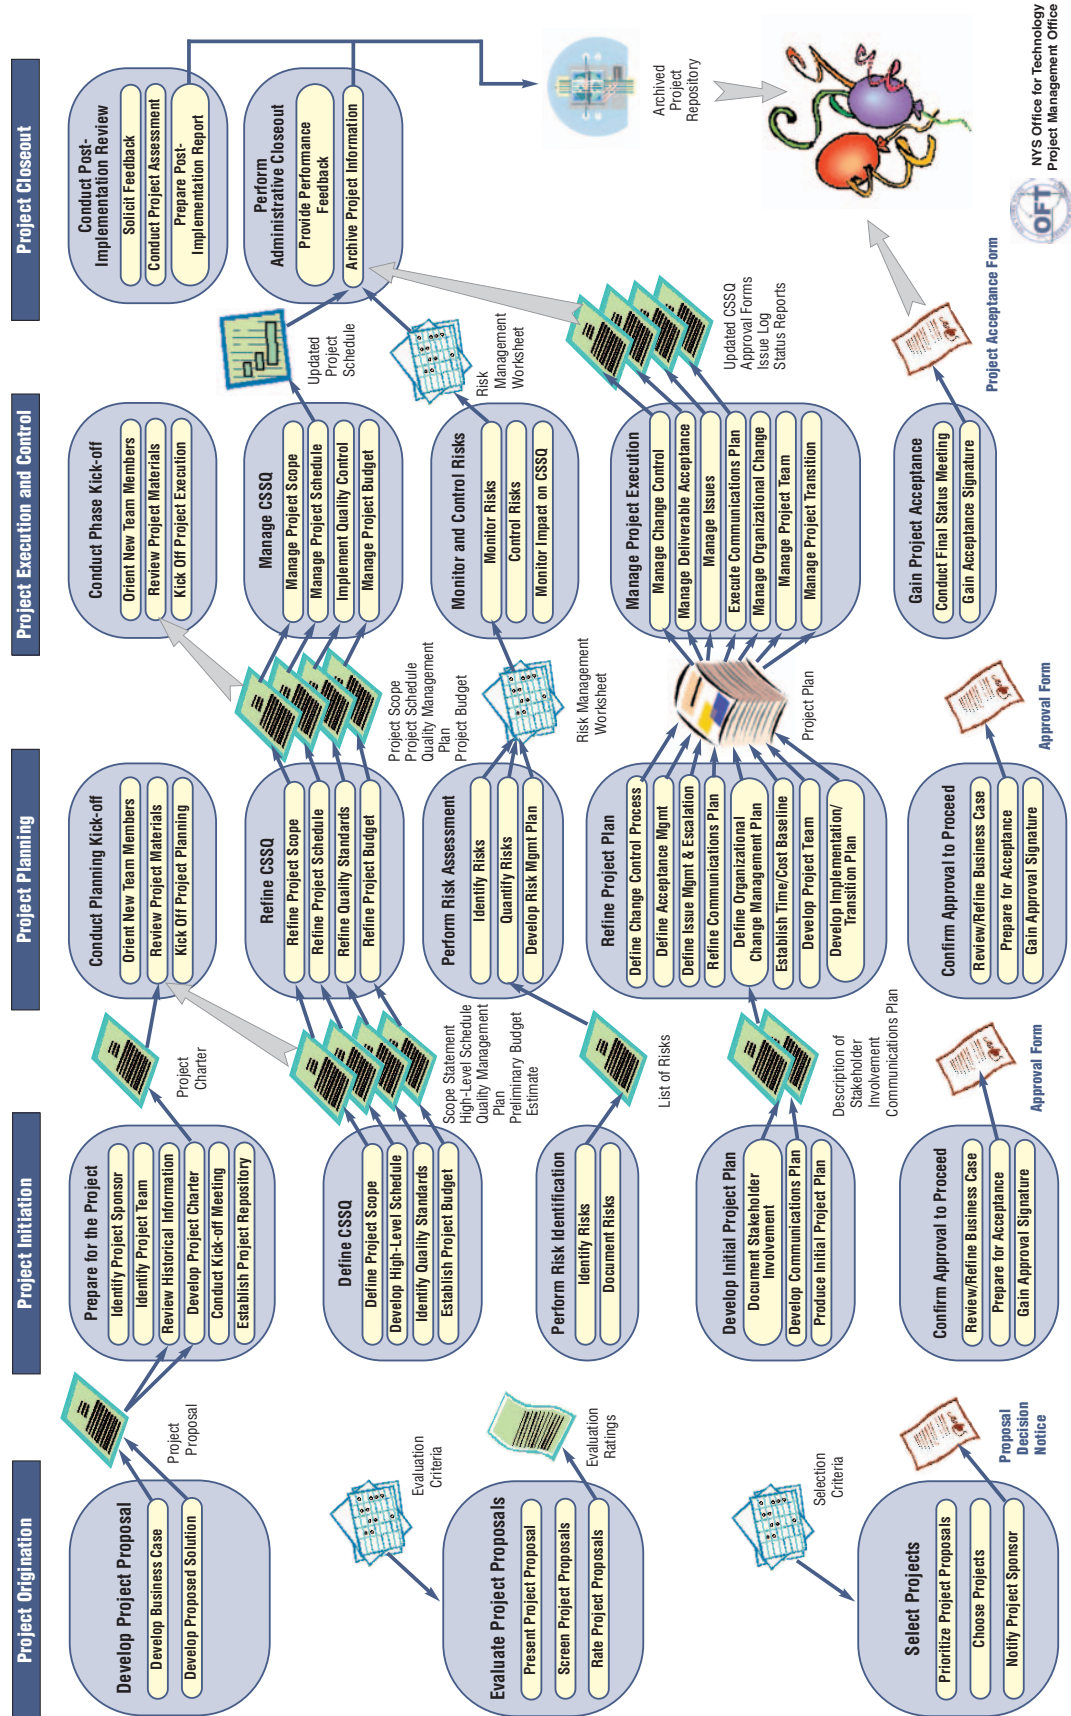 Project Origination
Develop Project Proposal
Develop Business Case
Develop Proposed Solution
Project
Proposal
Evaluation
Criteria
Evaluate Project Proposals
Present Project Proposal
Screen Project Proposals
Rate Project Proposals
Evaluation
Ratings
Selection
Criteria
Select Projects
Prioritize Project Proposals
Choose Projects
Notify Project Sponsor
Proposal
Decision
Notice
Project Initiation
Prepare for the Project
Identify Project Sponsor
Identify Project Team
Review Historical Information
Develop Project Charter
Conduct Kick-off Meeting
Establish Project Repository
Project
Charter
Define CSSQ
Define Project Scope
Develop High-Level Schedule
Identify Quality Standards
Establish Project Budget
Scope Statement
High-Level Schedule
Quality Management
Plan
Preliminary Budget
Estimate
Perform Risk Identification
Identify Risks
Document Risks
List of Risks
Develop Initial Project Plan
Document Stakeholder
Involvement
Develop Communications Plan
Produce Initial Project Plan
Description of
Stakeholder
Involvement
Communications Plan
Confirm Approval to Proceed
Review/Refine Business Case
Prepare for Acceptance
Gain Approval Signature
Approval Form
Project Planning
Conduct Planning Kick-off
Orient New Team Members
Review Project Materials
Kick Off Project Planning
Refine CSSQ
Refine Project Scope
Refine Project Schedule
Refine Quality Standards
Refine Project Budget
Project Scope
Project Schedule
Quality Management
Plan
Project Budget
Perform Risk Assessment
Identify Risks
Quantify Risks
Develop Risk Mgmt Plan
Risk Management
Worksheet
Refine Project Plan
Define Change Control Process
Define Acceptance Mgmt
Define Issue Mgmt & Escalation
Refine Communications Plan
Define Organizational
Change Management Plan
Establish Time/Cost Baseline
Develop Project Team
Develop Implementation/
Transition Plan
Project Plan
Confirm Approval to Proceed
Review/Refine Business Case
Prepare for Acceptance
Gain Approval Signature
Approval Form
Project Execution and Control
Conduct Phase Kick-off
Orient New Team Members
Review Project Materials
Kick Off Project Execution
Manage CSSQ
Manage Project Scope
Manage Project Schedule
Implement Quality Control
Manage Project Budget
Updated
Project
Schedule
Monitor and Control Risks
Monitor Risks
Control Risks
Monitor Impact on CSSQ
Risk
Management
Worksheet
Manage Project Execution
Manage Change Control
Manage Deliverable Acceptance
Manage Issues
Execute Communications Plan
Manage Organizational Change
Manage Project Team
Manage Project Transition
Updated CSSQ
Approval Forms
Issue Log
Status Reports
Gain Project Acceptance
Conduct Final Status Meeting
Gain Acceptance Signature
Project Acceptance Form
Project Closeout
Conduct Post-
Implementation Review
Solicit Feedback
Conduct Project Assessment
Prepare Post-
Implementation Report
Perform
Administrative Closeout
Provide Performance
Feedback
Archive Project Information
Archived
Project
Repository
OFT
NYS Office for Technology
Project Management Office